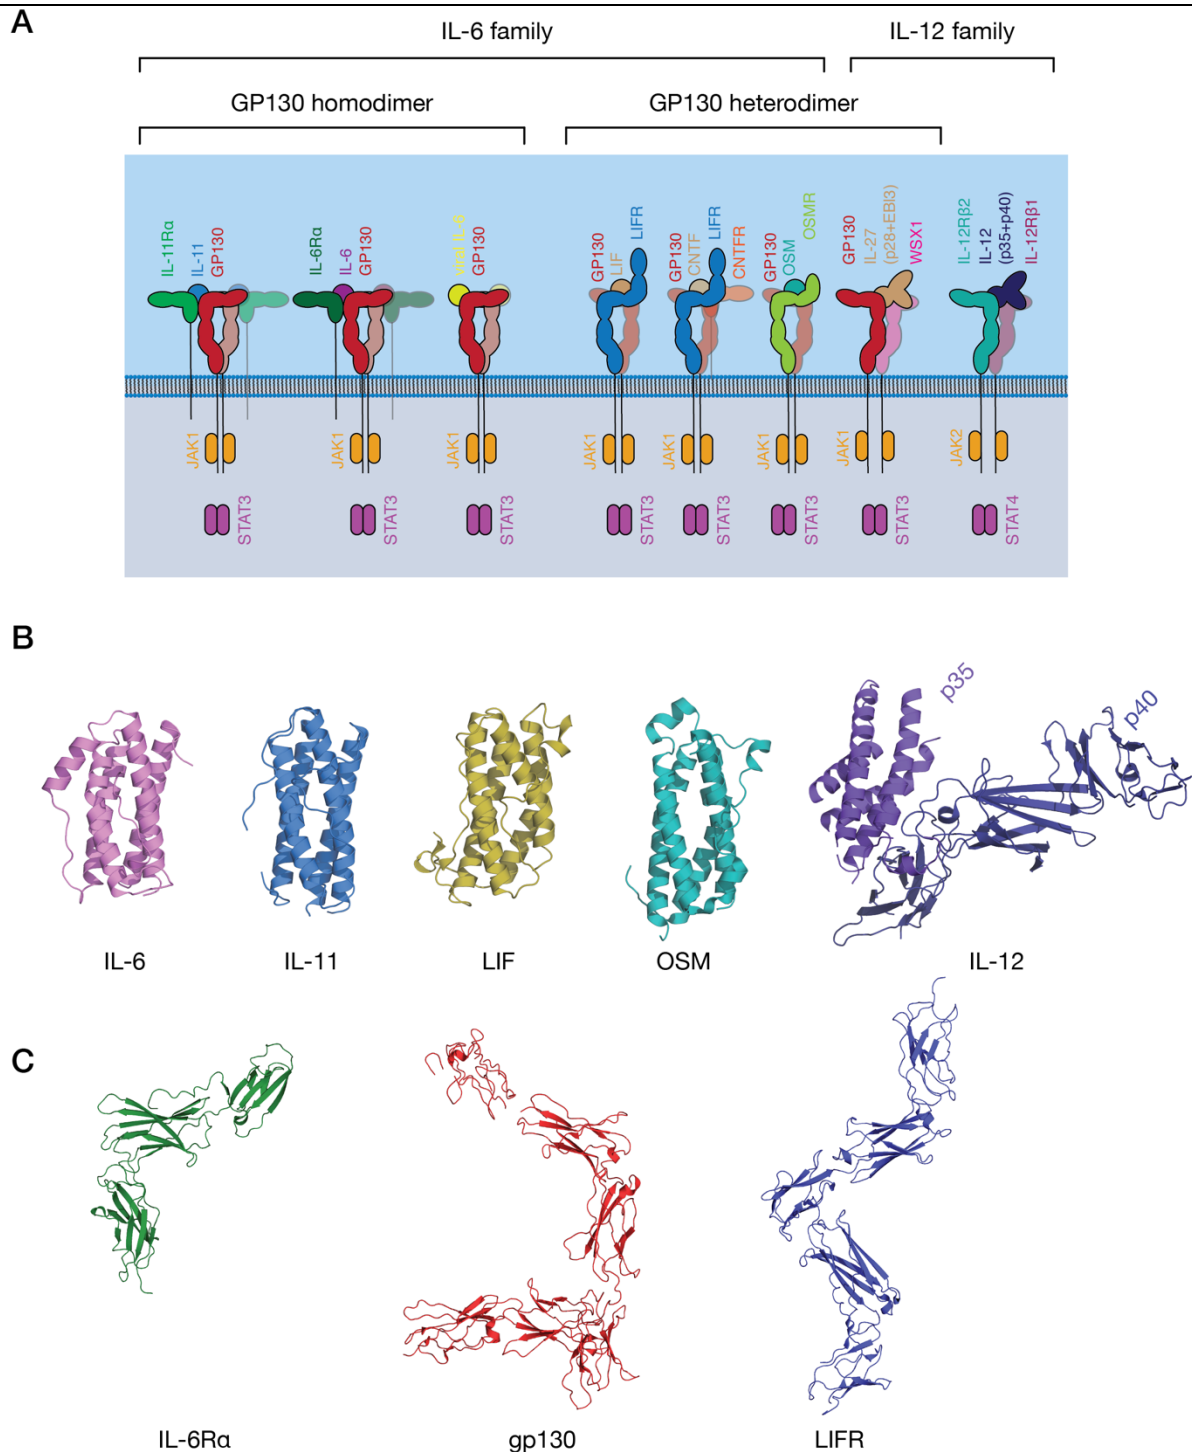 A
IL-6 family
IL-12 family
GP130 homodimer
GP130 heterodimer
IL-11Rα
IL-11
GP130
IL-6Rα
IL-6
GP130
viral IL-6
GP130
GP130
LIF
LIFR
GP130
CNTF
LIFR
CNTFR
GP130
OSM
OSMR
GP130
IL-27
(p28+EBI3)
WSX1
IL-12Rβ2
IL-12
(p35+p40)
IL-12Rβ1
JAK1
JAK1
JAK1
JAK1
JAK1
JAK1
JAK1
JAK2
STAT3
STAT3
STAT3
STAT3
STAT3
STAT3
STAT3
STAT4
B
p35
p40
IL-6
IL-11
LIF
OSM
IL-12
C
IL-6Rα
gp130
LIFR